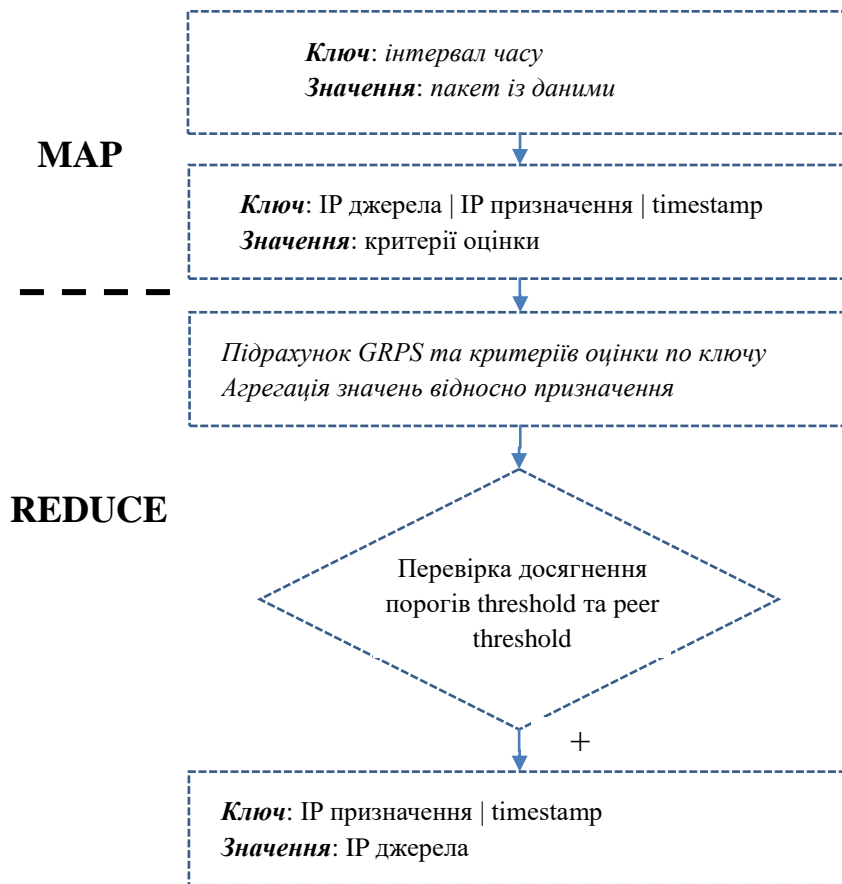 Ключ: інтервал часу
Значення: пакет із даними
MAP
Ключ: IP джерела | IP призначення | timestamp
Значення: критерії оцінки
Підрахунок GRPS та критеріїв оцінки по ключу
Агрегація значень відносно призначення
REDUCE
Перевірка досягнення
порогів threshold та peer
threshold
+
Ключ: IP призначення | timestamp
Значення: IP джерела